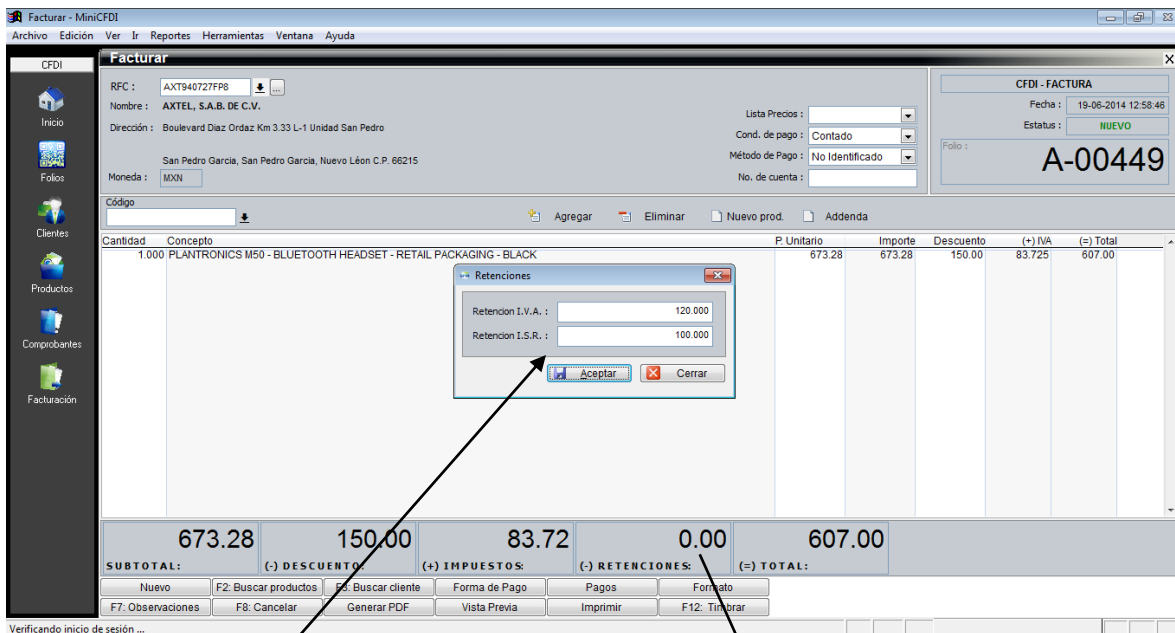 Facturar - MiniCFDI
Archivo Edición Ver Ir Reportes Herramientas Ventana Ayuda
CFDI
Inicio
Folios
Clientes
Productos
Comprobantes
Facturación
Facturar
RFC : AXT940727FP8 ...
Nombre : AXTEL, S.A.B. DE C.V.
Dirección : Boulevard Diaz Ordaz Km 3.33 L-1 Unidad San Pedro
San Pedro Garcia, San Pedro Garcia, Nuevo Léon C.P. 66215
Moneda : MXN
Lista Precios :
Cond. de pago : Contado
Método de Pago : No Identificado
No. de cuenta :
CFDI - FACTURA
Fecha : 19-06-2014 12:58:46
Estatus : NUEVO
Folio :
A-00449
Código
Agregar Eliminar Nuevo prod. Addenda
Cantidad Concepto P. Unitario Importe Descuento (+) IVA (=) Total
1.000 PLANTRONICS M50 - BLUETOOTH HEADSET - RETAIL PACKAGING - BLACK 673.28 673.28 150.00 83.725 607.00
Retenciones
Retencion I.V.A. : 120.000
Retencion I.S.R. : 100.000
Aceptar Cerrar
673.28 150.00 83.72 0.00 607.00
SUBTOTAL: (-) DESCUENTO: (+) IMPUESTOS: (-) RETENCIONES: (=) TOTAL:
Nuevo F2: Buscar productos F3: Buscar cliente Forma de Pago Pagos Formato
F7: Observaciones F8: Cancelar Generar PDF Vista Previa Imprimir F12: Timbrar
Verificando inicio de sesión ...